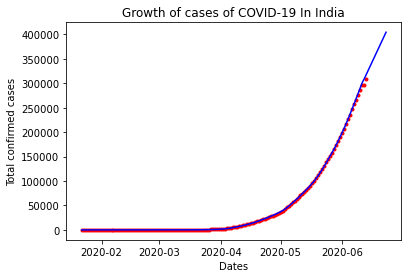 Growth of cases of COVID-19 In India
Total confirmed cases
400000
350000
300000
250000
200000
150000
100000
50000
0
2020-02 2020-03 2020-04 2020-05 2020-06
Dates